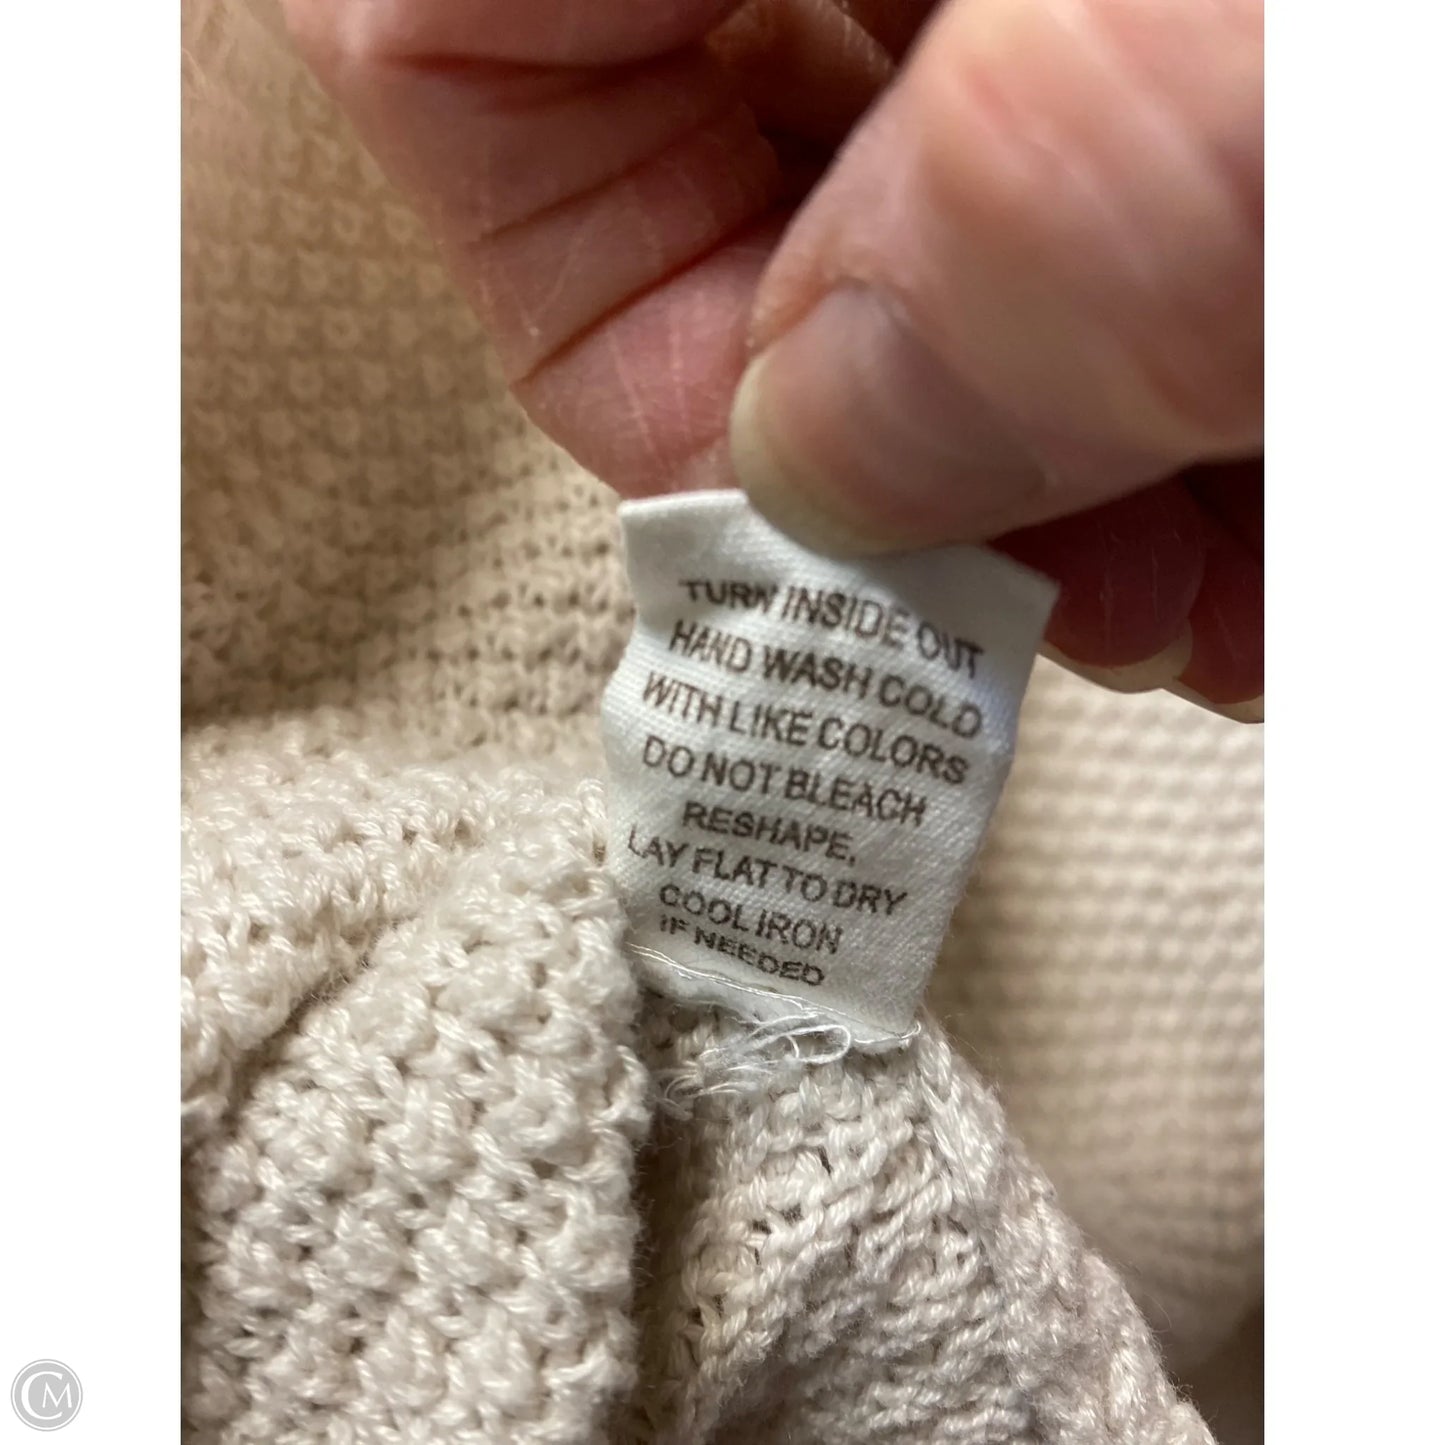 TURN INSIDE OUT
HAND WASH COLD
WITH LIKE COLORS
DO NOT BLEACH
RESHAPE,
LAY FLAT TO DRY
COOL IRON
IF NEEDED
CM